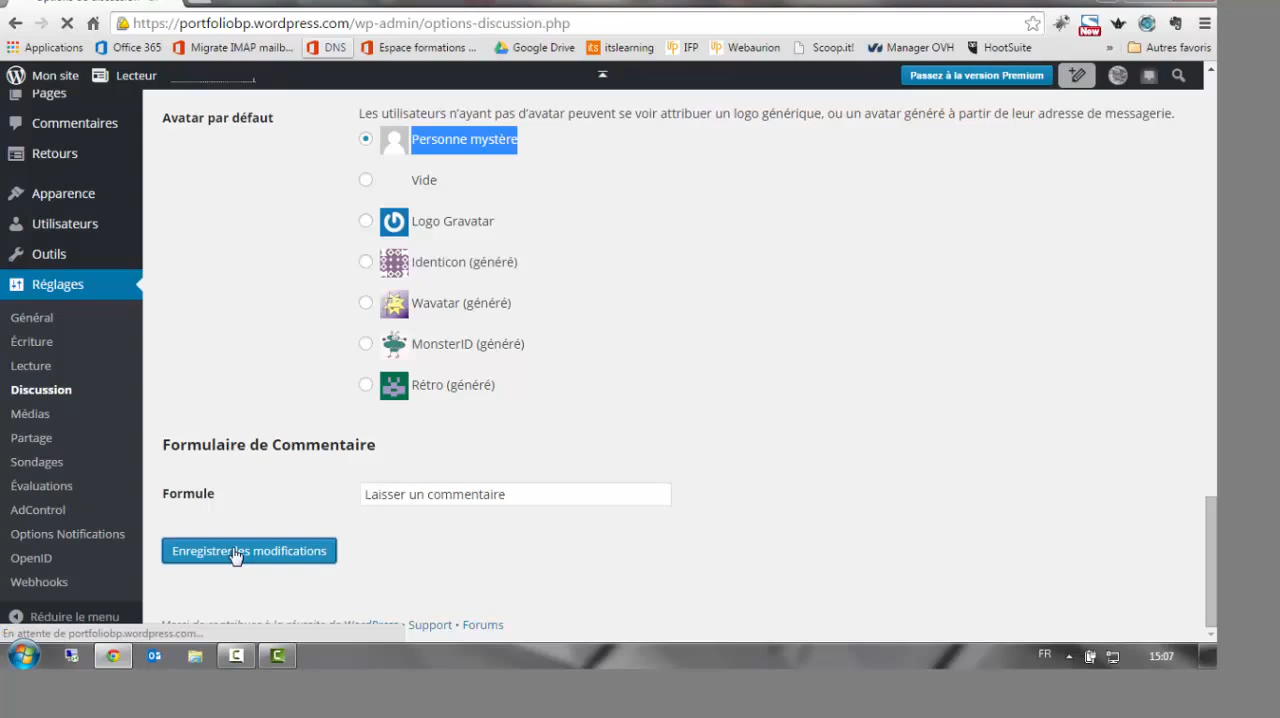 https://portfoliobp.wordpress.com/wp-admin/options-discussion.php
Applications Office 365 Migrate IMAP mailb... DNS Espace formations ... Google Drive its itslearning IFP Webaurion Scoop.it! Manager OVH HootSuite » Autres favoris
New
Mon site Lecteur Passez à la version Premium
Pages
Commentaires
Retours
Apparence
Utilisateurs
Outils
Réglages
Général
Écriture
Lecture
Discussion
Médias
Partage
Sondages
Évaluations
AdControl
Options Notifications
OpenID
Webhooks
Réduire le menu
Avatar par défaut
Les utilisateurs n'ayant pas d'avatar peuvent se voir attribuer un logo générique, ou un avatar généré à partir de leur adresse de messagerie.
Personne mystère
Vide
Logo Gravatar
Identicon (généré)
Wavatar (généré)
MonsterID (généré)
Rétro (généré)
Formulaire de Commentaire
Formule
Laisser un commentaire
Enregistrer les modifications
WordPress • Support • Forums
En attente de portfoliobp.wordpress.com...
FR 15:07